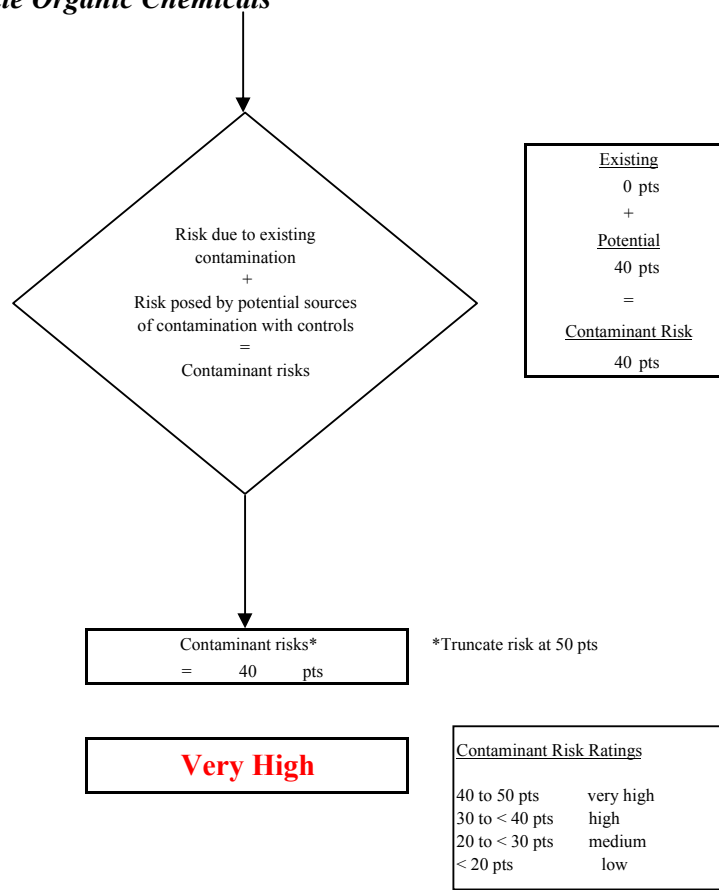 Organic Chemicals
Risk due to existing
contamination
+
Risk posed by potential sources
of contamination with controls
=
Contaminant risks
Existing
0 pts
+
Potential
40 pts
=
Contaminant Risk
40 pts
Contaminant risks*
= 40 pts
*Truncate risk at 50 pts
Very High
Contaminant Risk Ratings
40 to 50 pts very high
30 to < 40 pts high
20 to < 30 pts medium
< 20 pts low